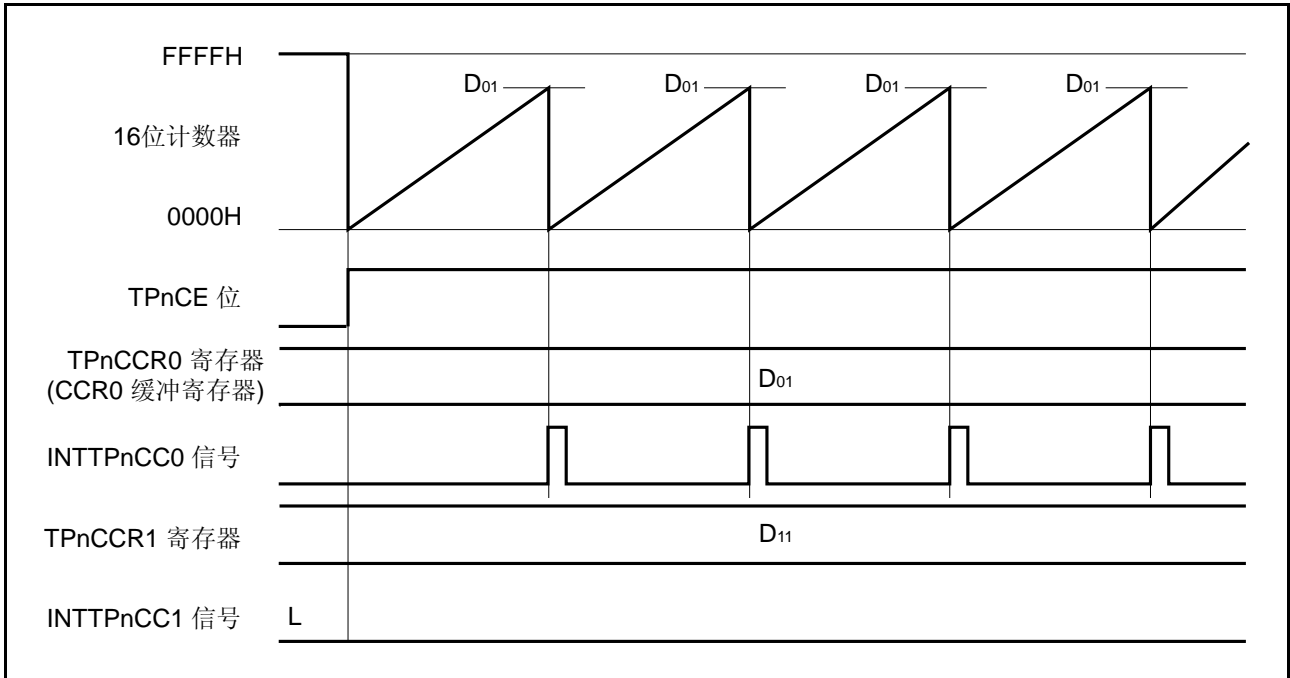 FFFFH
D01 D01 D01 D01
16位计数器
0000H
TPnCE 位
TPnCCR0 寄存器
(CCR0 缓冲寄存器)
D01
INTTPnCC0 信号
TPnCCR1 寄存器
D11
INTTPnCC1 信号
L